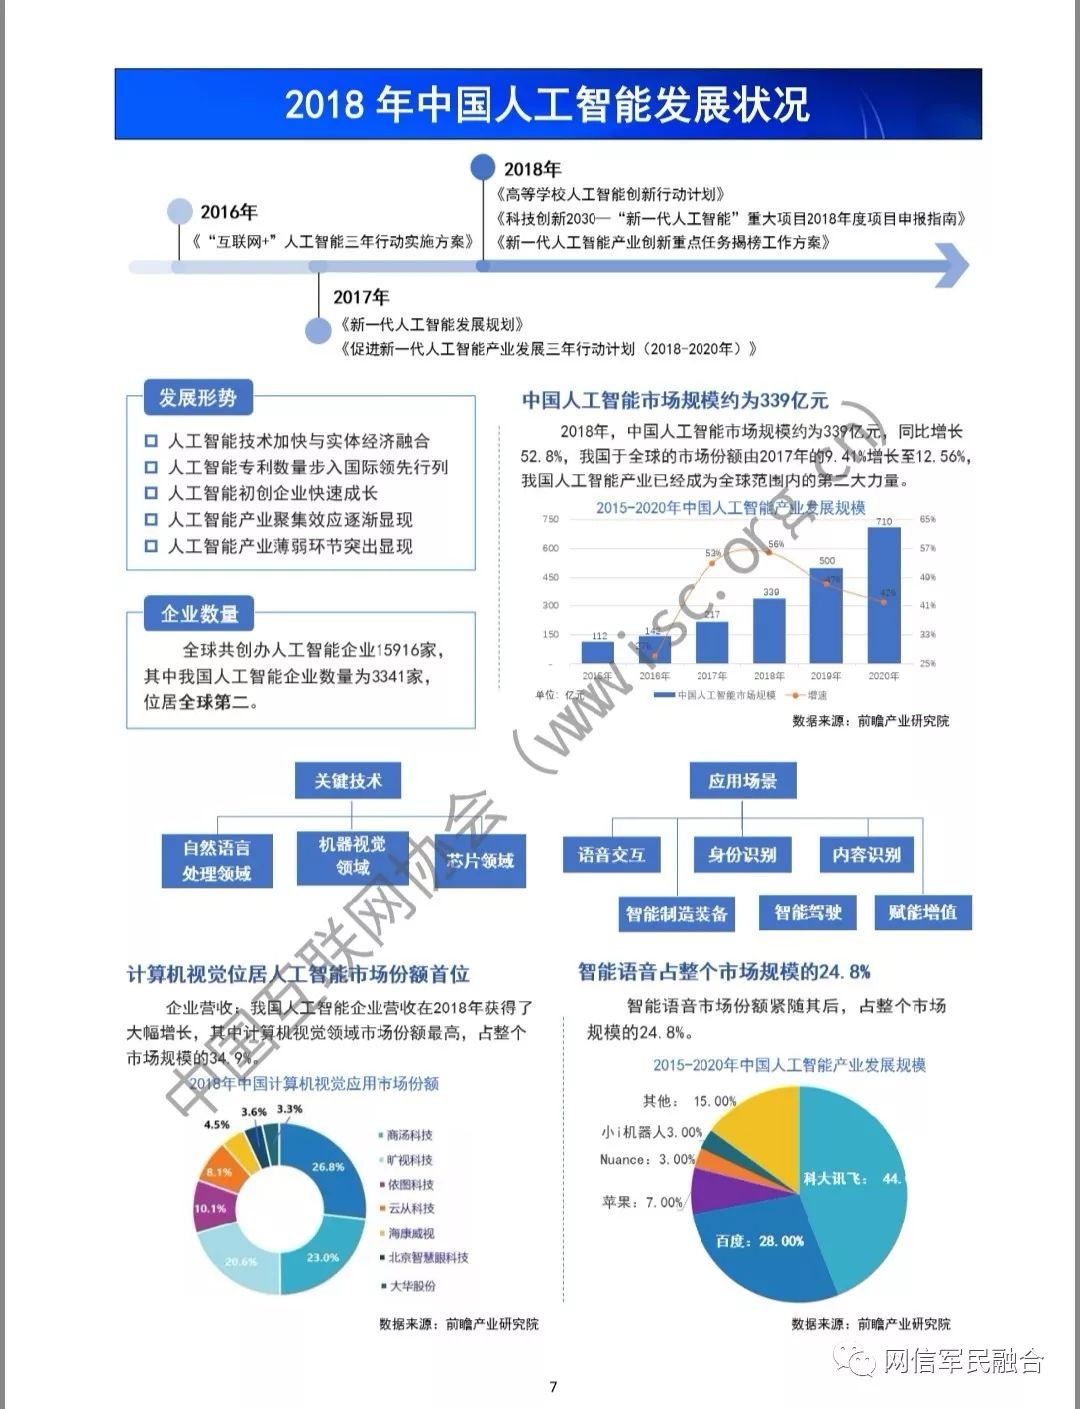 2018 年中国人工智能发展状况
2018年
《高等学校人工智能创新行动计划》
《科技创新2030—“新一代人工智能”重大项目2018年度项目申报指南》
《新一代人工智能产业创新重点任务揭榜工作方案》
2016年
《“互联网+”人工智能三年行动实施方案》
2017年
《新一代人工智能发展规划》
《促进新一代人工智能产业发展三年行动计划（2018-2020年）》
发展形势
人工智能技术加快与实体经济融合
人工智能专利数量步入国际领先行列
人工智能初创企业快速成长
人工智能产业聚集效应逐渐显现
人工智能产业薄弱环节突出显现
企业数量
全球共创办人工智能企业15916家，
其中我国人工智能企业数量为3341家，
位居全球第二。
中国人工智能市场规模约为339亿元
2018年，中国人工智能市场规模约为339亿元，同比增长
52.8%，我国于全球的市场份额由2017年的9.41%增长至12.56%，
我国人工智能产业已经成为全球范围内的第二大力量。
2015-2020年中国人工智能产业发展规模
750 65%
600 57%
450 49%
300 41%
150 33%
- 25%
112 142 217 339 500 710
27% 53% 56% 47% 42%
2015年 2016年 2017年 2018年 2019年 2020年
单位：亿元 中国人工智能市场规模 增速
数据来源：前瞻产业研究院
关键技术
自然语言
处理领域
机器视觉
领域
芯片领域
应用场景
语音交互
身份识别
内容识别
智能制造装备
智能驾驶
赋能增值
计算机视觉位居人工智能市场份额首位
企业营收：我国人工智能企业营收在2018年获得了
大幅增长，其中计算机视觉领域市场份额最高，占整个
市场规模的34.9%。
2018年中国计算机视觉应用市场份额
26.8%
23.0%
20.6%
10.1%
8.1%
4.5%
3.6%
3.3%
商汤科技
旷视科技
依图科技
云从科技
海康威视
北京智慧眼科技
大华股份
数据来源：前瞻产业研究院
智能语音占整个市场规模的24.8%
智能语音市场份额紧随其后，占整个市场
规模的24.8%。
2015-2020年中国人工智能产业发展规模
其他： 15.00%
小i机器人3.00%
Nuance：3.00%
苹果：7.00%
百度：28.00%
科大讯飞： 44.
数据来源：前瞻产业研究院
中国互联网协会（www.isc.org.cn）
网信军民融合
7